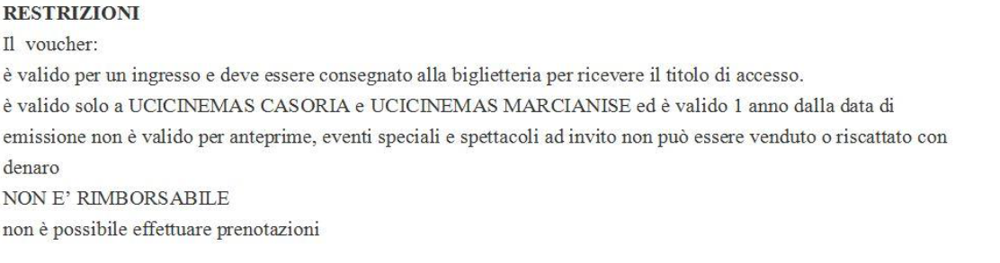 RESTRIZIONI
Il voucher:
è valido per un ingresso e deve essere consegnato alla biglietteria per ricevere il titolo di accesso.
è valido solo a UCICINEMAS CASORIA e UCICINEMAS MARCIANISE ed è valido 1 anno dalla data di
emissione non è valido per anteprime, eventi speciali e spettacoli ad invito non può essere venduto o riscattato con
denaro
NON E’ RIMBORSABILE
non è possibile effettuare prenotazioni